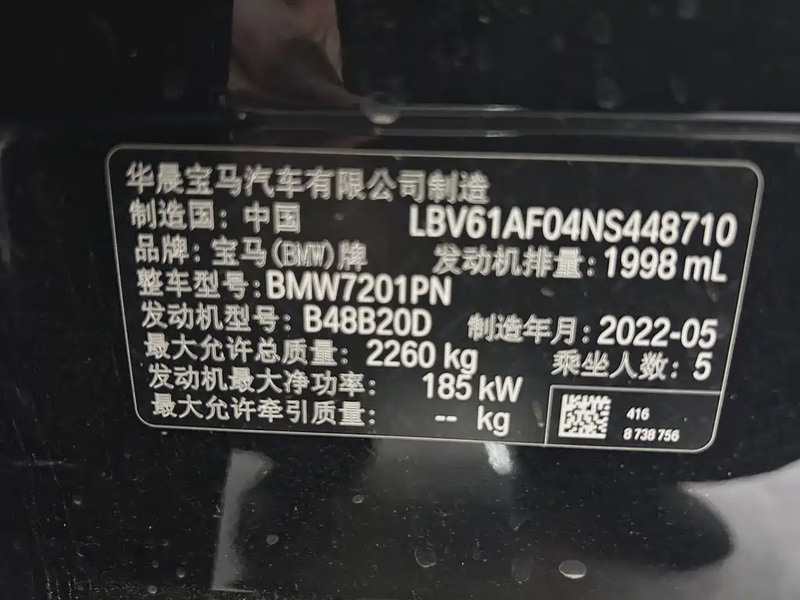 华晨宝马汽车有限公司制造
制造国：中国 LBV61AF04NS448710
品牌：宝马(BMW)牌 发动机排量：1998 mL
整车型号：BMW7201PN
发动机型号：B48B20D 制造年月：2022-05
最大允许总质量：2260 kg 乘坐人数：5
发动机最大净功率：185 kW
最大允许牵引质量：-- kg
416
8 738 756